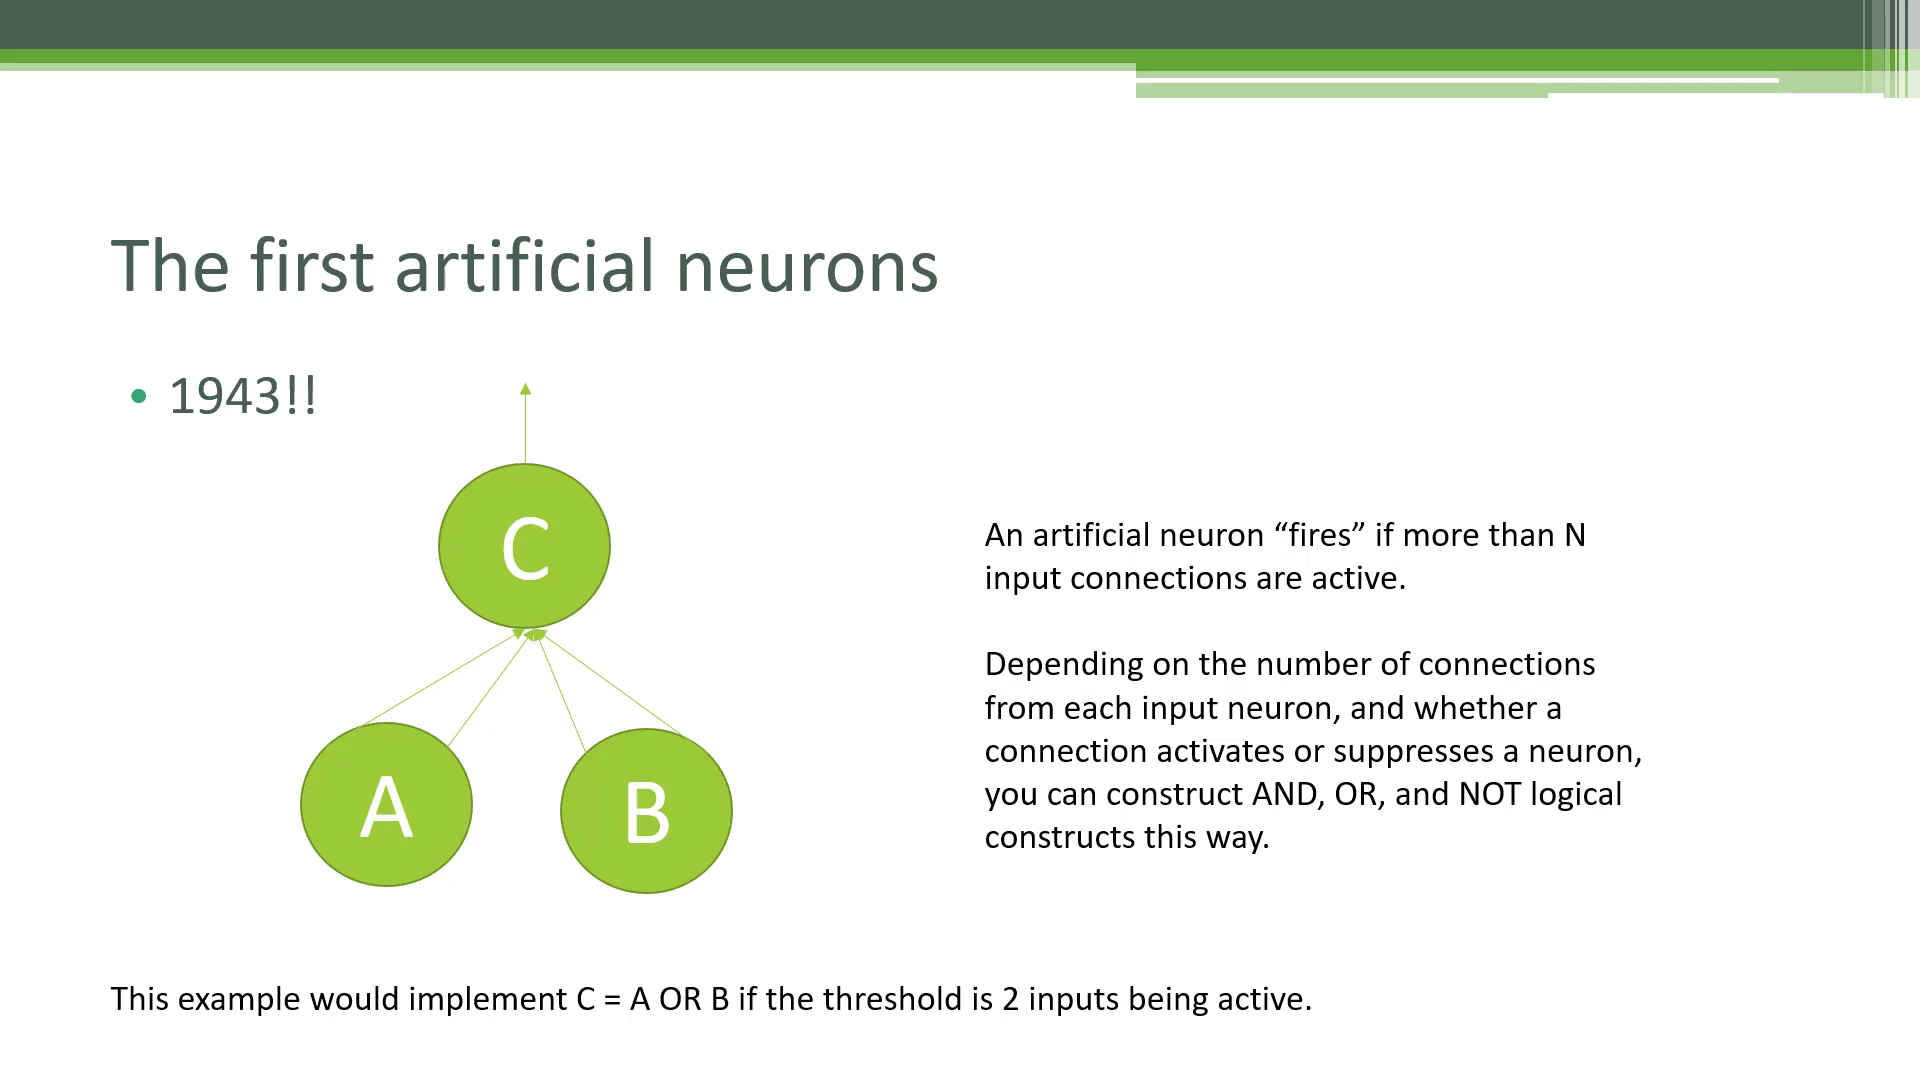 The first artificial neurons
• 1943!!
C
A
B
An artificial neuron “fires” if more than N
input connections are active.
Depending on the number of connections
from each input neuron, and whether a
connection activates or suppresses a neuron,
you can construct AND, OR, and NOT logical
constructs this way.
This example would implement C = A OR B if the threshold is 2 inputs being active.